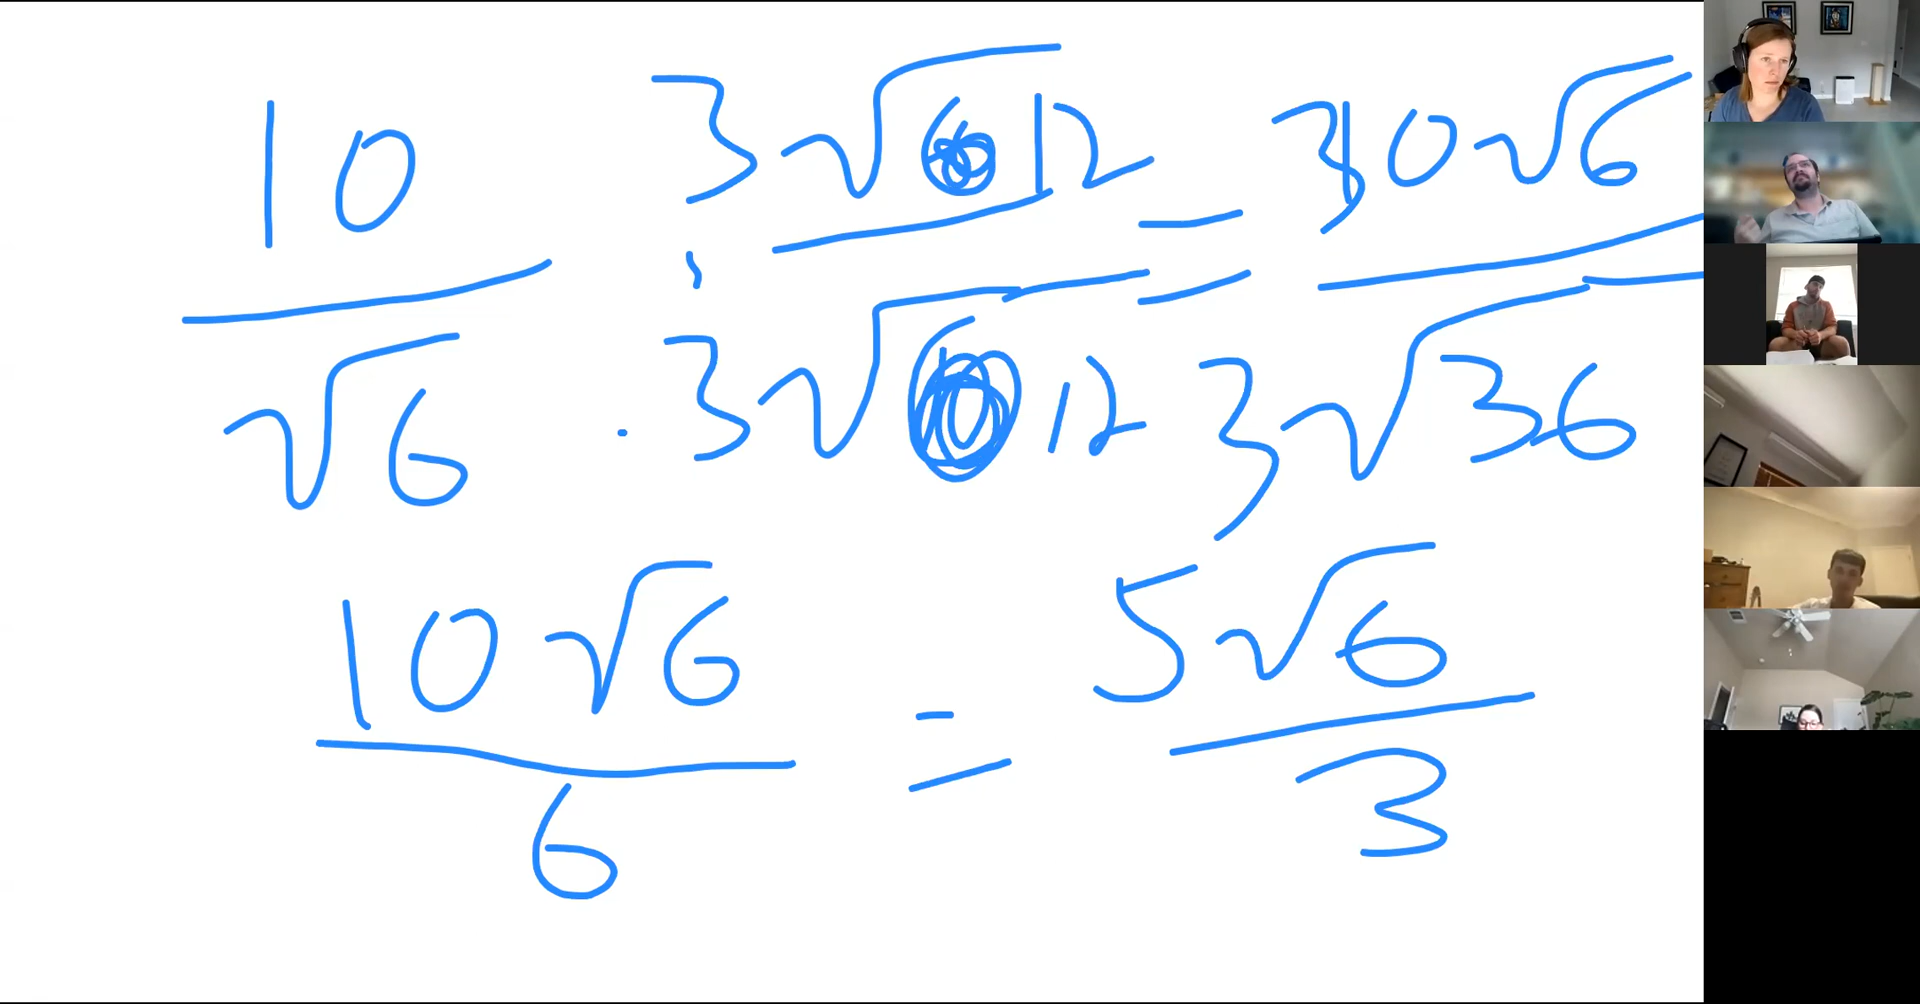 10/√6 · 3√12/3√12 = 30√6/3√36
10√6/6 = 5√6/3